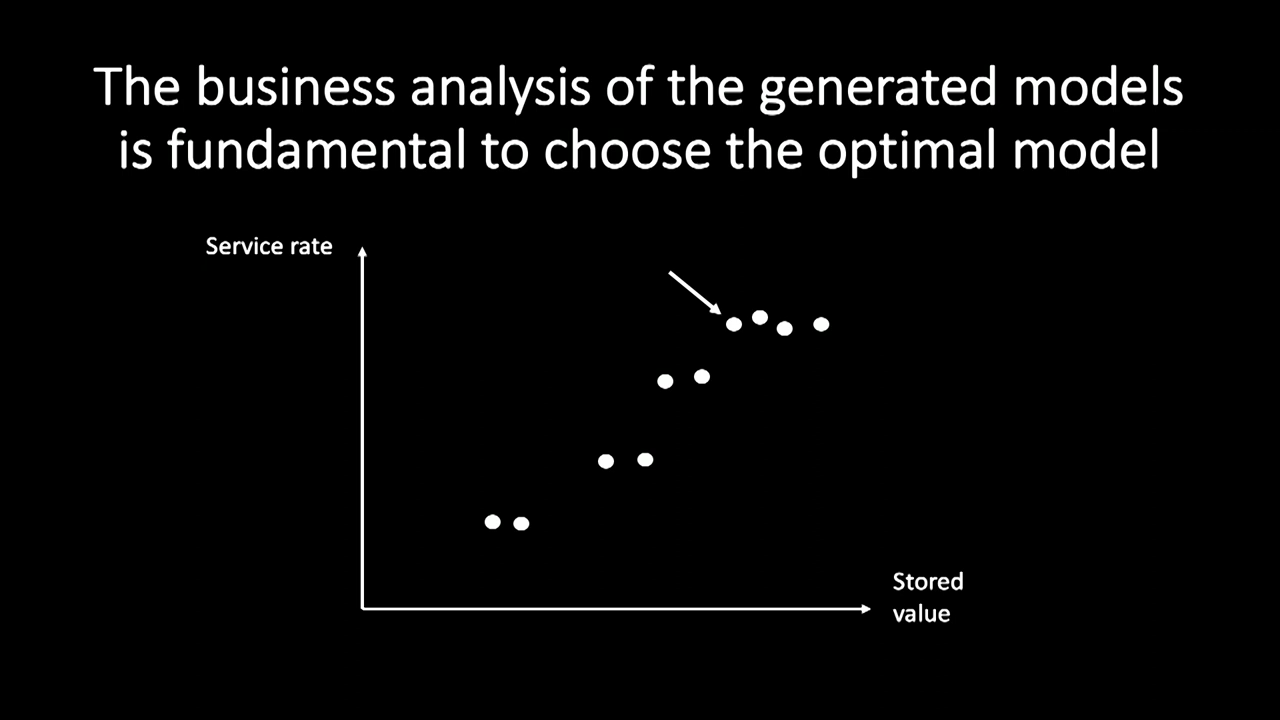 The business analysis of the generated models
is fundamental to choose the optimal model
Service rate
Stored
value